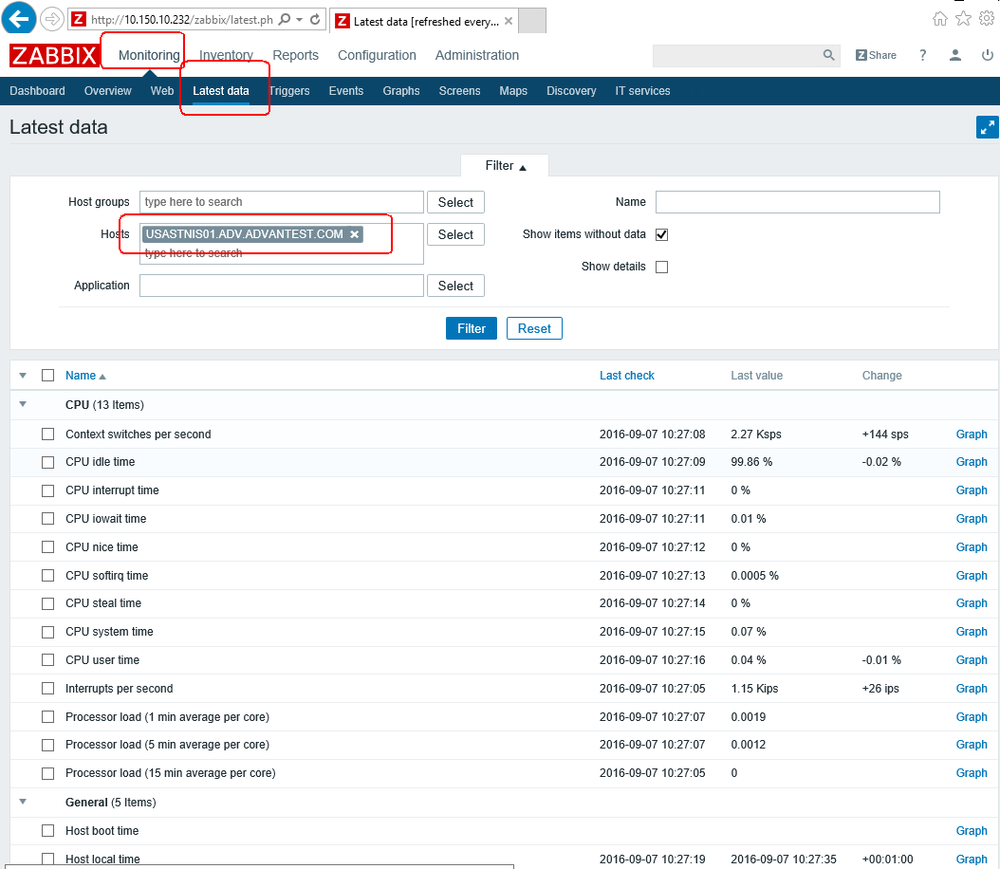 http://10.150.10.232/zabbix/latest.ph
Z Latest data [refreshed every...
ZABBIX Monitoring Inventory Reports Configuration Administration Z Share ?
Dashboard Overview Web Latest data Triggers Events Graphs Screens Maps Discovery IT services
Latest data
Filter
Host groups type here to search Select Name
Hosts USASTNIS01.ADV.ADVANTEST.COM Select Show items without data
type here to search
Show details
Application Select
Filter Reset
Name Last check Last value Change
CPU (13 Items)
Context switches per second 2016-09-07 10:27:08 2.27 Ksps +144 sps Graph
CPU idle time 2016-09-07 10:27:09 99.86 % -0.02 % Graph
CPU interrupt time 2016-09-07 10:27:11 0 % Graph
CPU iowait time 2016-09-07 10:27:11 0.01 % Graph
CPU nice time 2016-09-07 10:27:12 0 % Graph
CPU softirq time 2016-09-07 10:27:13 0.0005 % Graph
CPU steal time 2016-09-07 10:27:14 0 % Graph
CPU system time 2016-09-07 10:27:15 0.07 % Graph
CPU user time 2016-09-07 10:27:16 0.04 % -0.01 % Graph
Interrupts per second 2016-09-07 10:27:05 1.15 Kips +26 ips Graph
Processor load (1 min average per core) 2016-09-07 10:27:07 0.0019 Graph
Processor load (5 min average per core) 2016-09-07 10:27:07 0.0012 Graph
Processor load (15 min average per core) 2016-09-07 10:27:05 0 Graph
General (5 Items)
Host boot time Graph
Host local time 2016-09-07 10:27:19 2016-09-07 10:27:35 +00:01:00 Graph